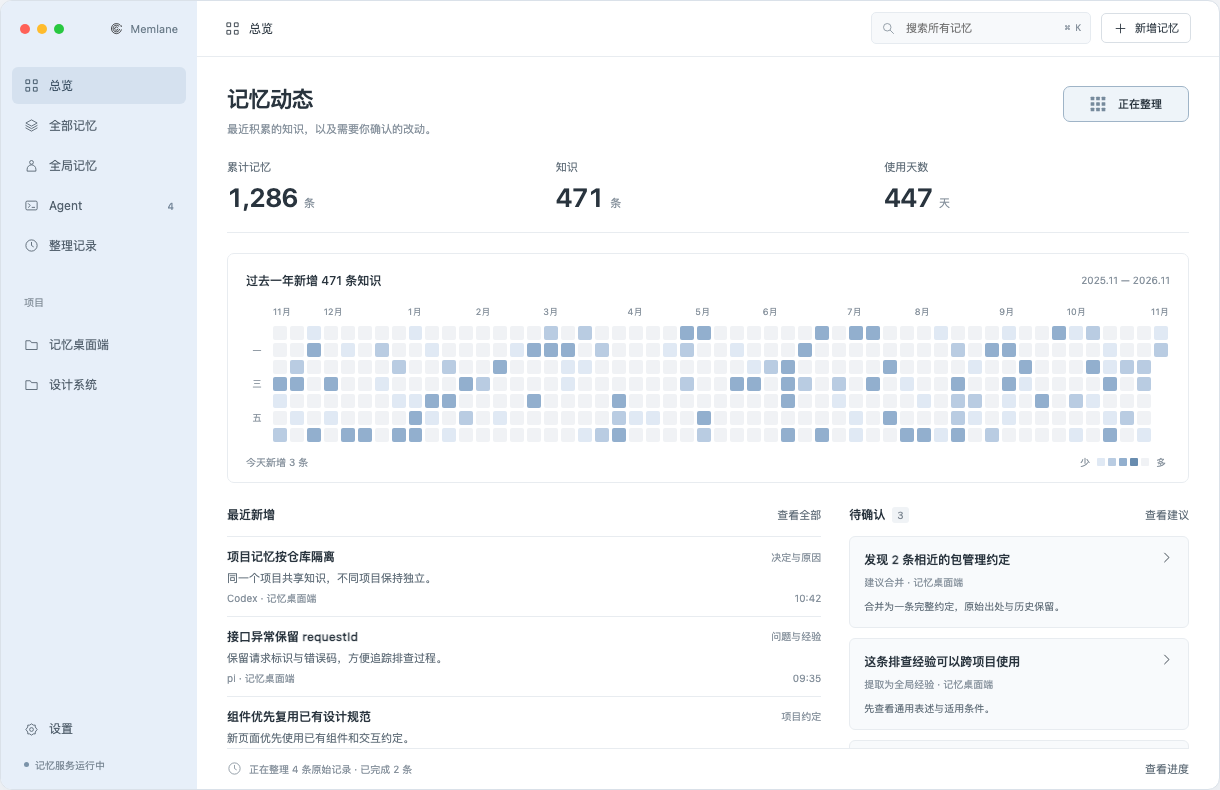 Memlane
总览
全部记忆
全局记忆
Agent 4
整理记录
项目
记忆桌面端
设计系统
设置
记忆服务运行中
总览
搜索所有记忆 ⌘ K
新增记忆
记忆动态
最近积累的知识，以及需要你确认的改动。
正在整理
累计记忆
1,286 条
知识
471 条
使用天数
447 天
过去一年新增 471 条知识
2025.11 — 2026.11
11月 12月 1月 2月 3月 4月 5月 6月 7月 8月 9月 10月 11月
一
三
五
今天新增 3 条
少 多
最近新增
查看全部
项目记忆按仓库隔离
决定与原因
同一个项目共享知识，不同项目保持独立。
Codex · 记忆桌面端
10:42
接口异常保留 requestId
问题与经验
保留请求标识与错误码，方便追踪排查过程。
pi · 记忆桌面端
09:35
组件优先复用已有设计规范
项目约定
新页面优先使用已有组件和交互约定。
待确认 3
查看建议
发现 2 条相近的包管理约定
建议合并 · 记忆桌面端
合并为一条完整约定，原始出处与历史保留。
这条排查经验可以跨项目使用
提取为全局经验 · 记忆桌面端
先查看通用表述与适用条件。
正在整理 4 条原始记录 · 已完成 2 条
查看进度